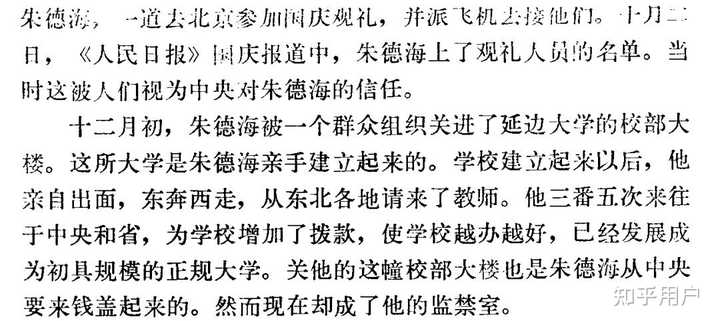 朱德海，一道去北京参加国庆观礼，并派飞机去接他们。十月二
日，《人民日报》国庆报道中，朱德海上了观礼人员的名单。当
时这被人们视为中央对朱德海的信任。
十二月初，朱德海被一个群众组织关进了延边大学的校部大
楼。这所大学是朱德海亲手建立起来的。学校建立起来以后，他
亲自出面，东奔西走，从东北各地请来了教师。他三番五次来往
于中央和省，为学校增加了拨款，使学校越办越好，已经发展成
为初具规模的正规大学。关他的这幢校部大楼也是朱德海从中央
要来钱盖起来的。然而现在却成了他的监禁室。
知乎用户